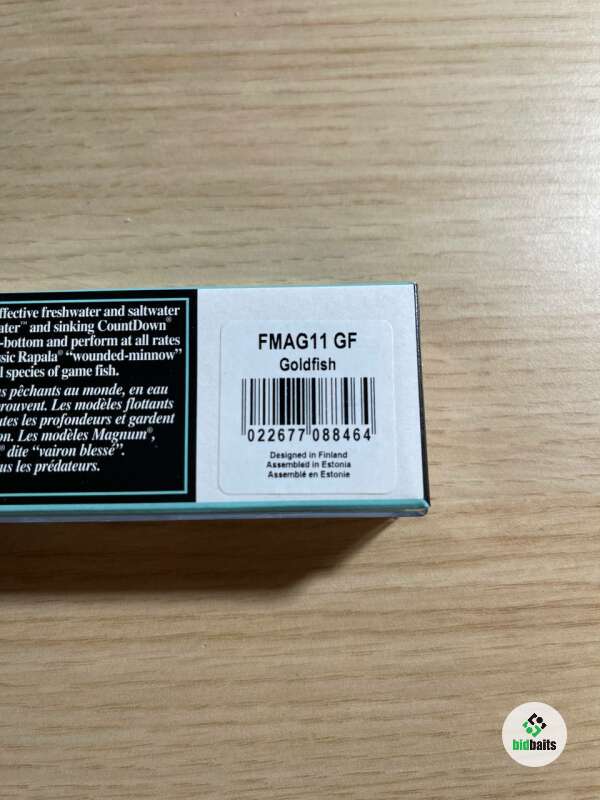 ffective freshwater and saltwater
ater™ and sinking CountDown®
-bottom and perform at all rates
sic Rapala® “wounded-minnow”
l species of game fish.
s pêchants au monde, en eau
rouvent. Les modèles flottants
utes les profondeurs et gardent
on. Les modèles Magnum®,
® dite “vairon blessé”.
us les prédateurs.
FMAG11 GF
Goldfish
022677 088464
Designed in Finland
Assembled in Estonia
Assemblé en Estonie
bidbaits